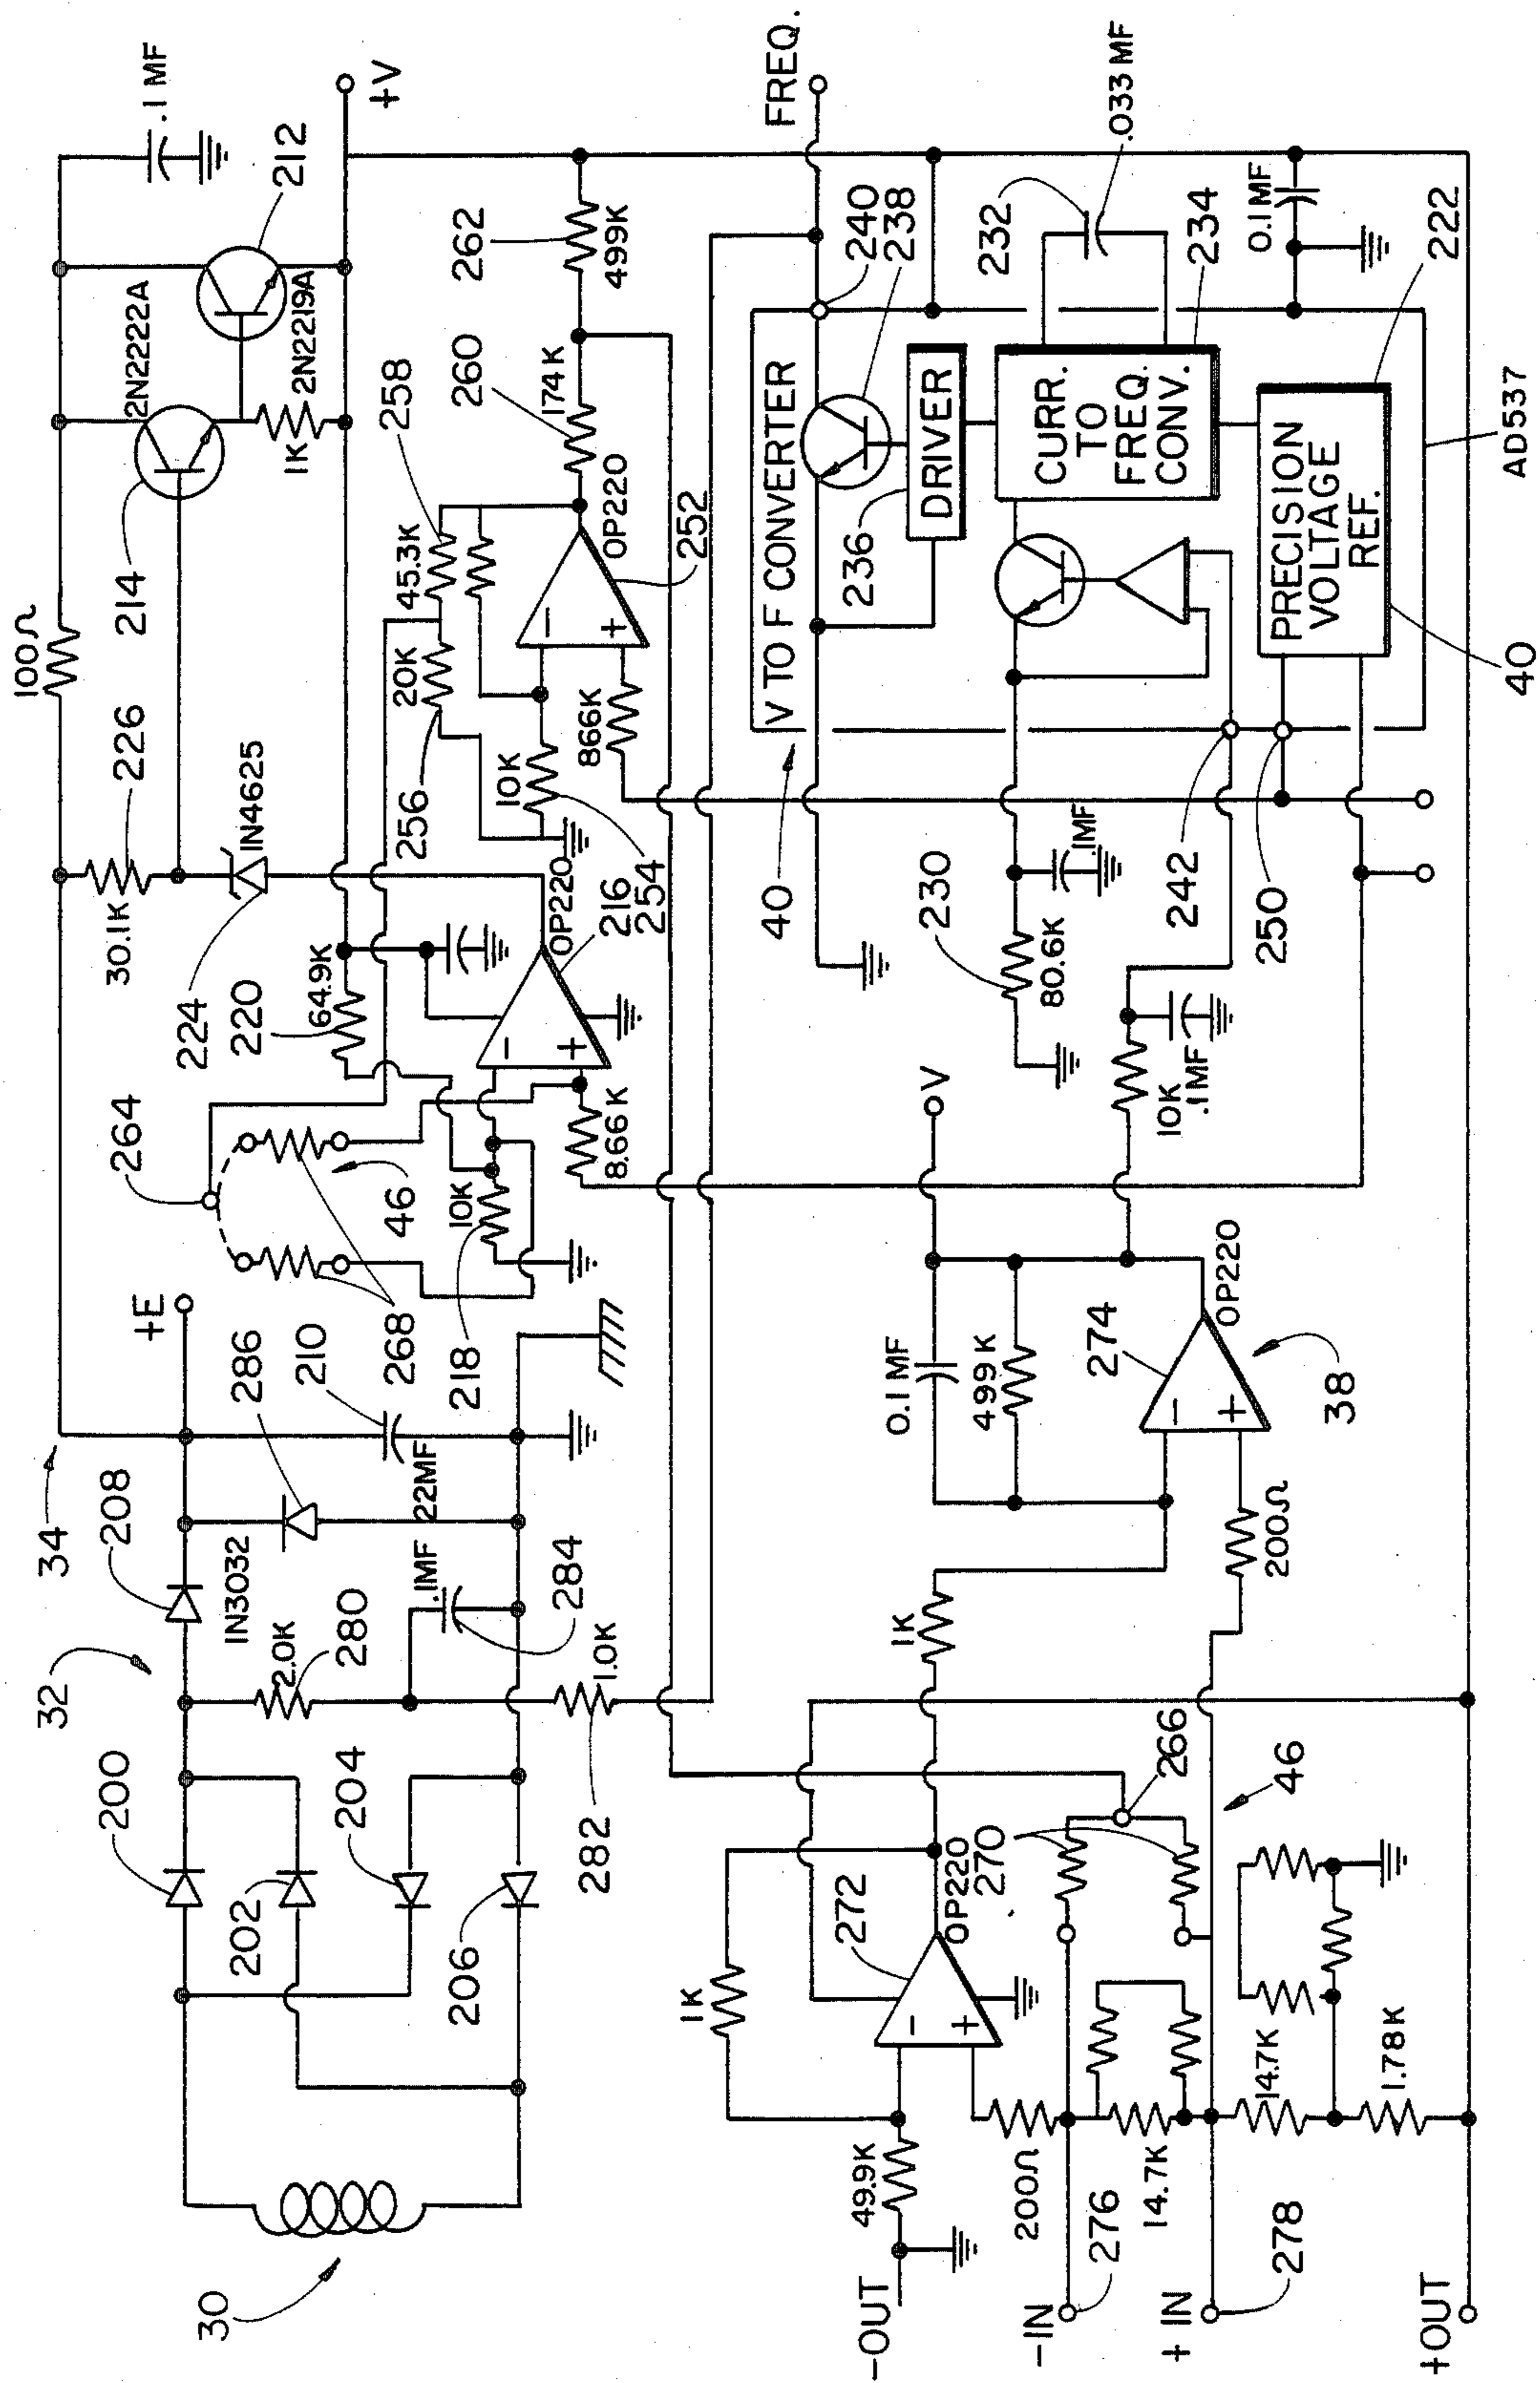 100Ω
.1 MF
34
+E
226
214
2N2222A
212
30.1K
1K
2N2219A
+V
IN4625
224
220
64.9K
264
32
208
286
210
IN3032
22MF
268
46
218
10K
8.66 K
OP220
216
254
256
20K
45.3K
258
10K
866K
OP220
252
260
174 K
262
499K
FREQ.
200
202
204
206
2.0K
280
.1MF
284
1.0K
282
30
V TO F CONVERTER
40
236
DRIVER
240
238
232
.033 MF
CURR.
TO
FREQ.
CONV.
234
0.1 MF
PRECISION
VOLTAGE
REF.
222
40
AD537
242
250
230
80.6K
.1MF
10K
.1MF
V
0.1 MF
499 K
274
OP220
38
200Ω
1K
1K
272
OP220
270
266
46
49.9K
200Ω
14.7K
14.7K
1.78K
-OUT
-IN
276
+ IN
278
+OUT
-
+
-
+
-
+
-
+